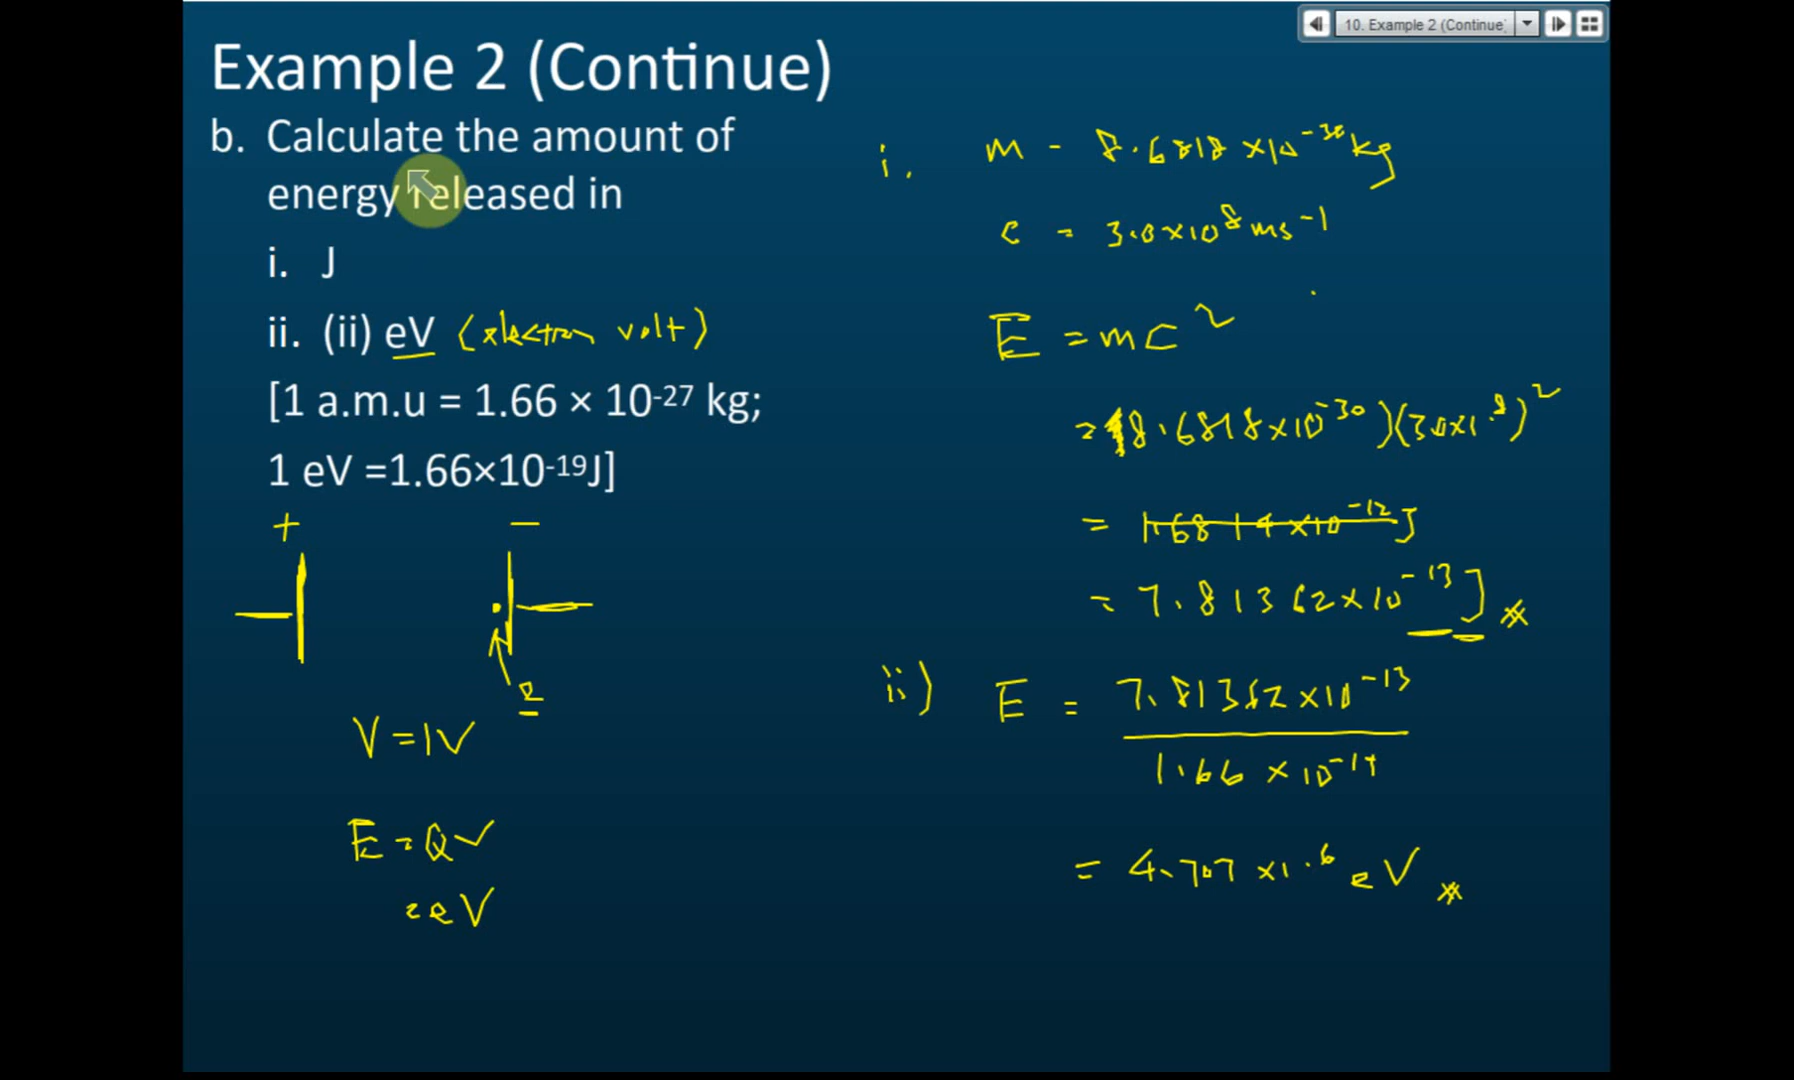 10. Example 2 (Continue)
Example 2 (Continue)
b. Calculate the amount of
energy released in
i. J
ii. (ii) eV (electron volt)
[1 a.m.u = 1.66 × 10-27 kg;
1 eV =1.66×10-19J]
+ −
e
V = 1V
E = QV
= eV
i. m = 8.6818 × 10^-30 kg
c = 3.0×10^8 ms^-1
E = mc^2
= (8.6818×10^-30)(3.0×10^8)^2
= 7.81362×10^-13 J
ii) E = 7.81362×10^-13
1.66 × 10^-19
= 4.707 ×10^6 eV